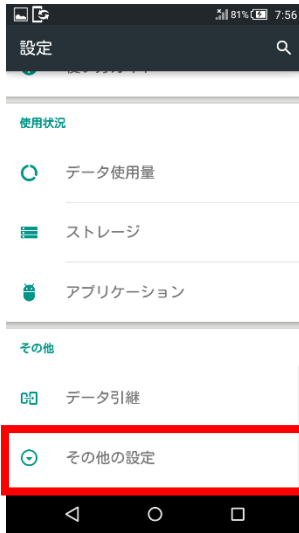 81% 7:56
設定
使用状況
データ使用量
ストレージ
アプリケーション
その他
データ引継
その他の設定